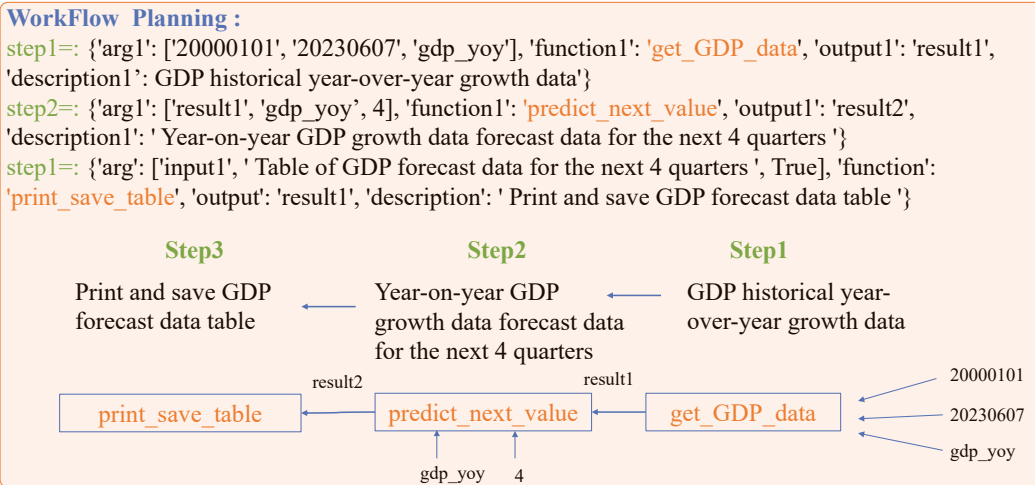 WorkFlow Planning :
step1=: {'arg1': ['20000101', '20230607', 'gdp_yoy'], 'function1': 'get_GDP_data', 'output1': 'result1',
'description1’: GDP historical year-over-year growth data'}
step2=: {'arg1': ['result1', 'gdp_yoy’, 4], 'function1': 'predict_next_value', 'output1': 'result2',
'description1': ' Year-on-year GDP growth data forecast data for the next 4 quarters '}
step1=: {'arg': ['input1', ' Table of GDP forecast data for the next 4 quarters ', True], 'function':
'print_save_table', 'output': 'result1', 'description': ' Print and save GDP forecast data table '}
Step3 Step2 Step1
Print and save GDP
forecast data table
Year-on-year GDP
growth data forecast data
for the next 4 quarters
GDP historical year-
over-year growth data
result2 result1
print_save_table predict_next_value get_GDP_data
20000101
20230607
gdp_yoy
gdp_yoy 4